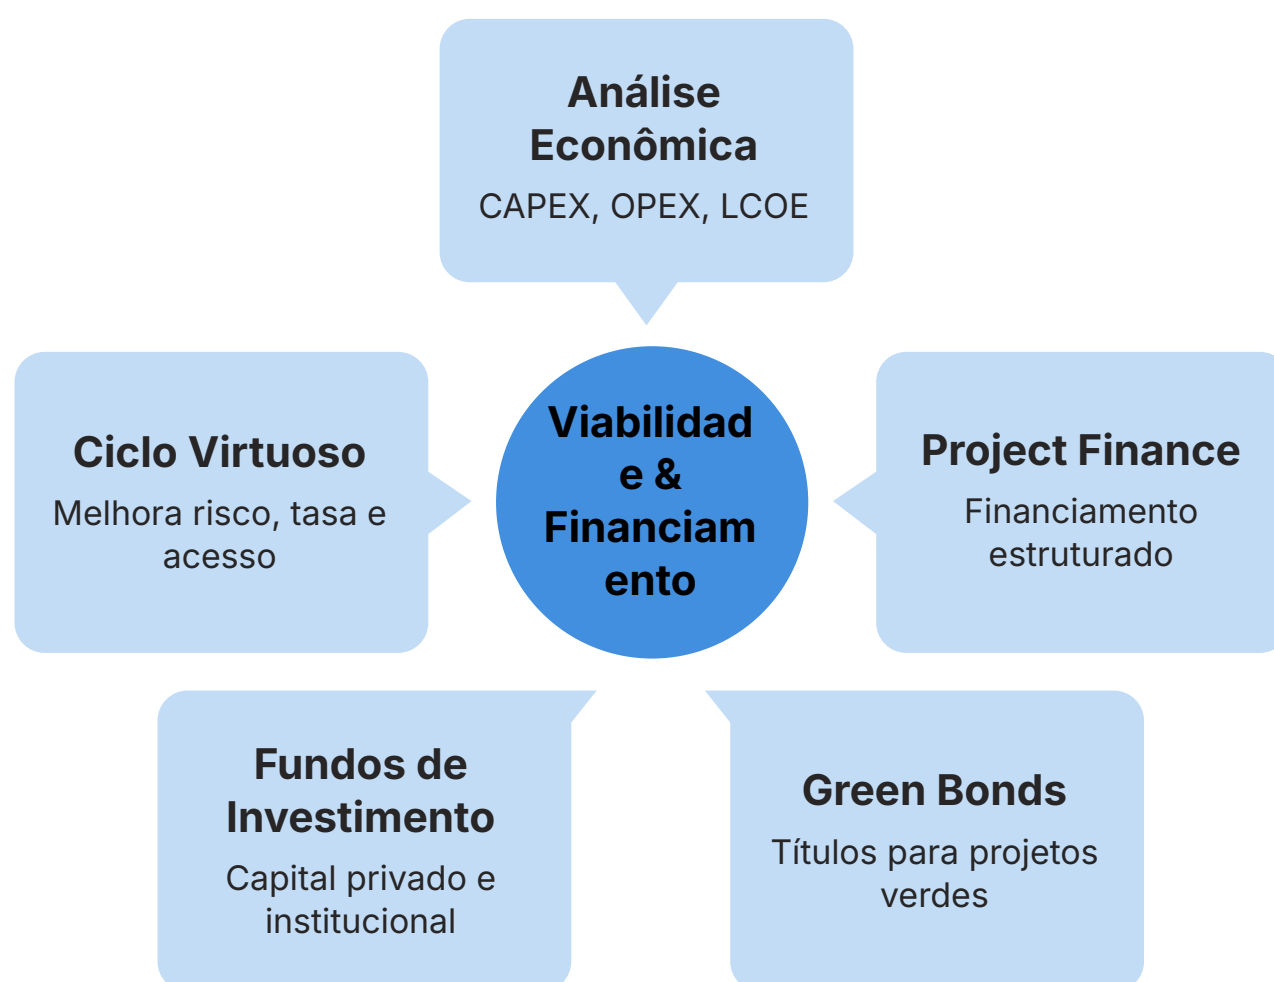 Análise
Econômica
CAPEX, OPEX, LCOE
Ciclo Virtuoso
Melhora risco, tasa e
acesso
Viabilidad
e &
Financiam
ento
Project Finance
Financiamento
estruturado
Fundos de
Investimento
Capital privado e
institucional
Green Bonds
Títulos para projetos
verdes